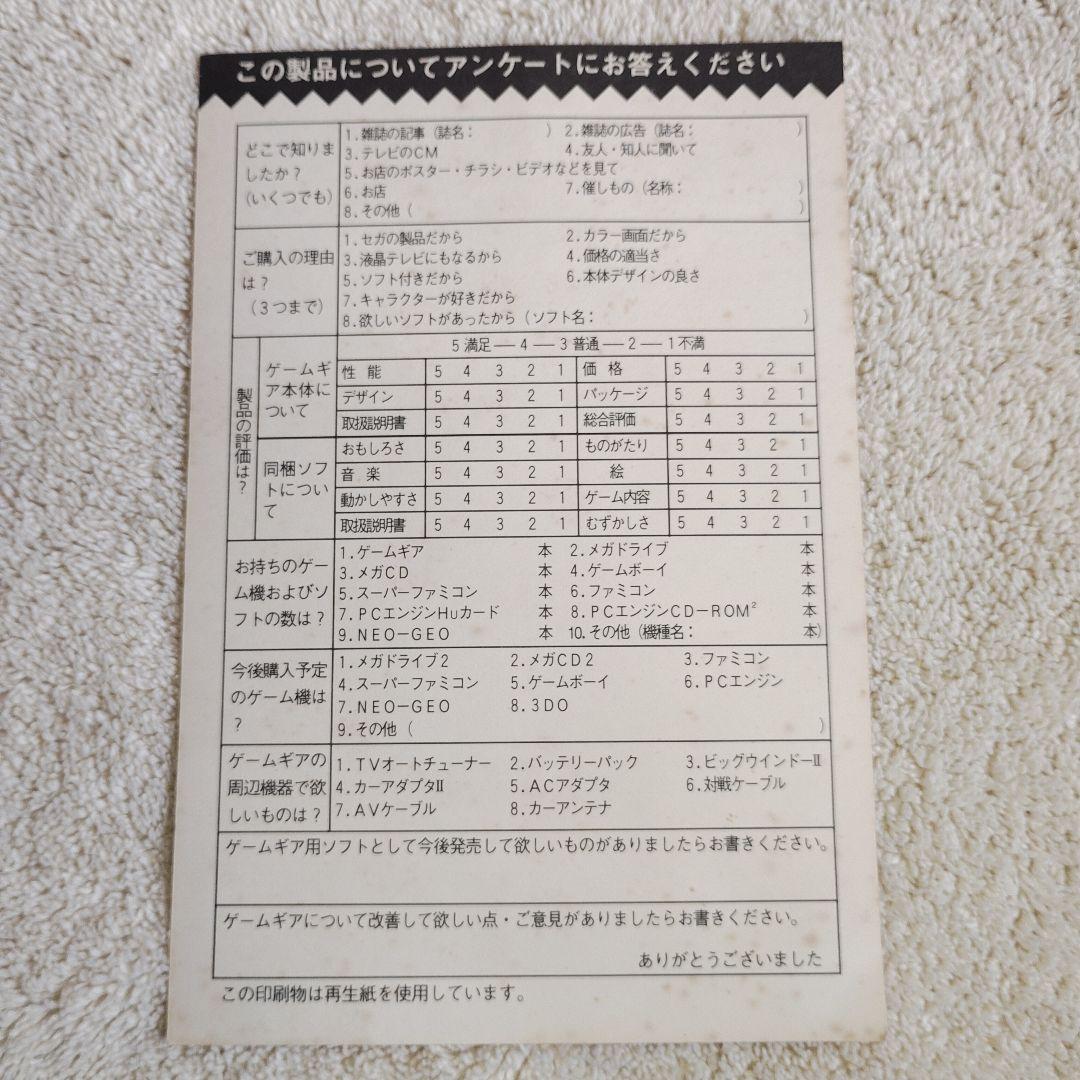 この製品についてアンケートにお答えください
どこで知りま
したか？
(いくつでも)
1.雑誌の記事（誌名：　　　） 2.雑誌の広告（誌名：　　　）
3.テレビのCM 4.友人・知人に聞いて
5.お店のポスター・チラシ・ビデオなどを見て
6.お店 7.催しもの（名称：　　　）
8.その他（　　　）
ご購入の理由
は？
（３つまで）
1.セガの製品だから 2.カラー画面だから
3.液晶テレビにもなるから 4.価格の適当さ
5.ソフト付きだから 6.本体デザインの良さ
7.キャラクターが好きだから
8.欲しいソフトがあったから（ソフト名：　　　）
製品の評価は？
5満足―4―3普通―2―1不満
ゲームギ
ア本体に
ついて
性　能 5 4 3 2 1 価　格 5 4 3 2 1
デザイン 5 4 3 2 1 パッケージ 5 4 3 2 1
取扱説明書 5 4 3 2 1 総合評価 5 4 3 2 1
同梱ソフ
トについ
て
おもしろさ 5 4 3 2 1 ものがたり 5 4 3 2 1
音　楽 5 4 3 2 1 絵 5 4 3 2 1
動かしやすさ 5 4 3 2 1 ゲーム内容 5 4 3 2 1
取扱説明書 5 4 3 2 1 むずかしさ 5 4 3 2 1
お持ちのゲー
ム機およびソ
フトの数は？
1.ゲームギア　本 2.メガドライブ　本
3.メガCD　本 4.ゲームボーイ　本
5.スーパーファミコン　本 6.ファミコン　本
7.PCエンジンHuカード　本 8.PCエンジンCD－ROM²　本
9.NEO－GEO　本 10.その他（機種名：　　　本）
今後購入予定
のゲーム機は
？
1.メガドライブ2 2.メガCD2 3.ファミコン
4.スーパーファミコン 5.ゲームボーイ 6.PCエンジン
7.NEO－GEO 8.3DO
9.その他（　　　）
ゲームギアの
周辺機器で欲
しいものは？
1.TVオートチューナー 2.バッテリーパック 3.ビッグウインドーⅡ
4.カーアダプタⅡ 5.ACアダプタ 6.対戦ケーブル
7.AVケーブル 8.カーアンテナ
ゲームギア用ソフトとして今後発売して欲しいものがありましたらお書きください。
ゲームギアについて改善して欲しい点・ご意見がありましたらお書きください。
ありがとうございました
この印刷物は再生紙を使用しています。